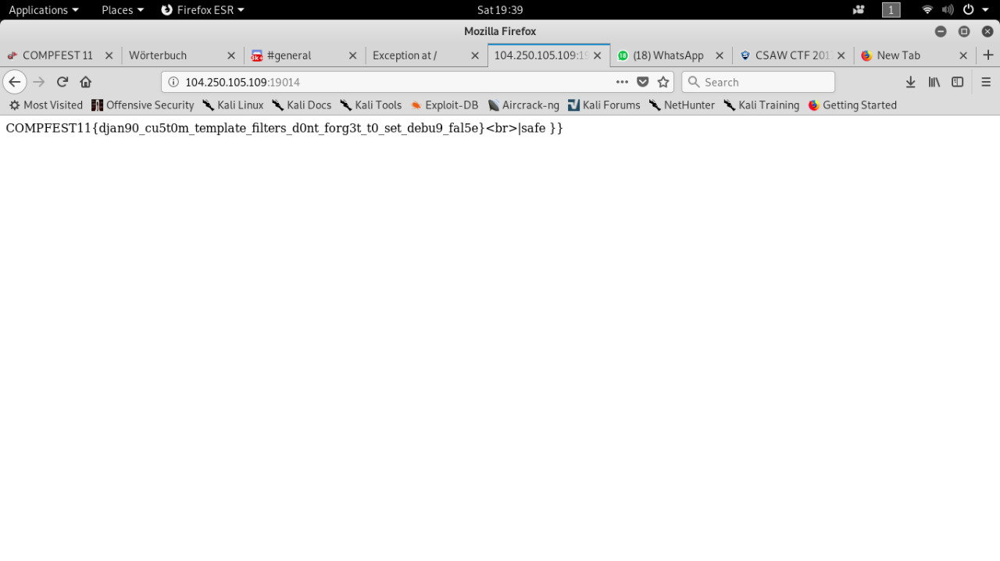 Applications Places Firefox ESR Sat 19:39 1
Mozilla Firefox
3k+ COMPFEST 11 Wörterbuch #general Exception at / 104.250.105.109:19 18 (18) WhatsApp CSAW CTF 201 New Tab
104.250.105.109:19014 Search
Most Visited Offensive Security Kali Linux Kali Docs Kali Tools Exploit-DB Aircrack-ng Kali Forums NetHunter Kali Training Getting Started
COMPFEST11{djan90_cu5t0m_template_filters_d0nt_forg3t_t0_set_debu9_fal5e}<br>|safe }}